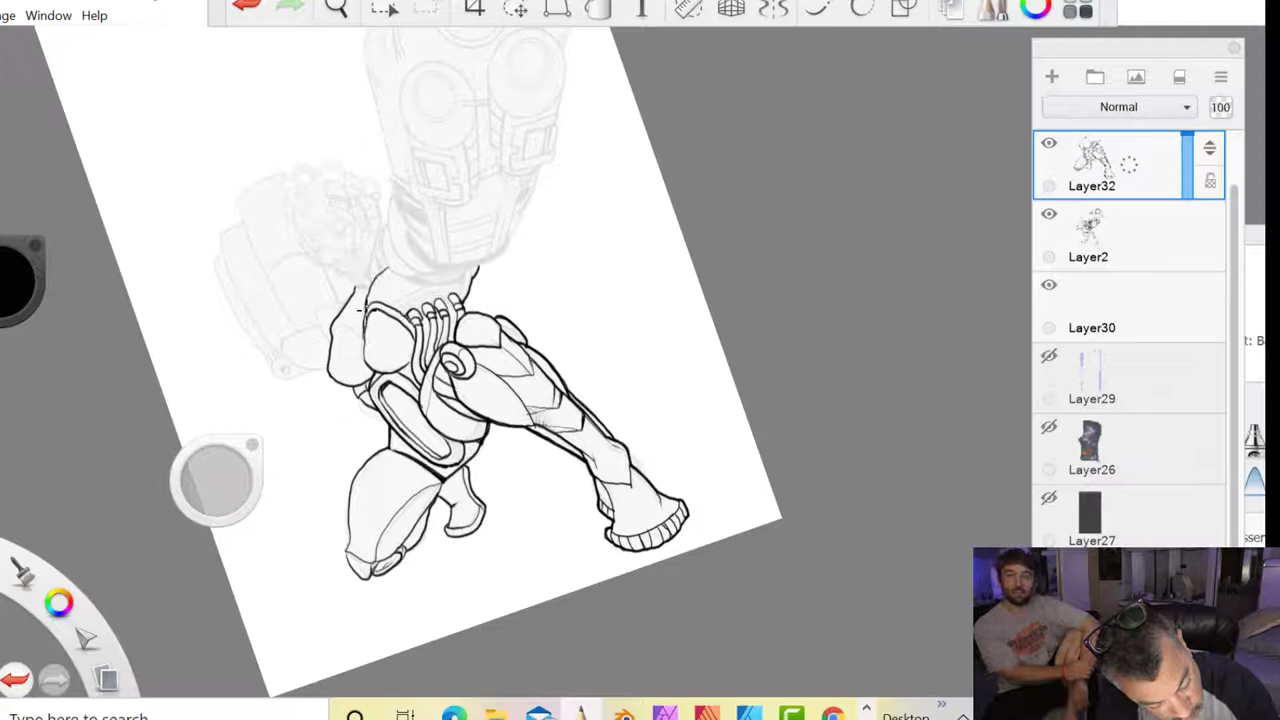 ge Window Help
Normal 100
Layer32
Layer2
Layer30
Layer29
Layer26
Layer27
Type here to search
Desktop